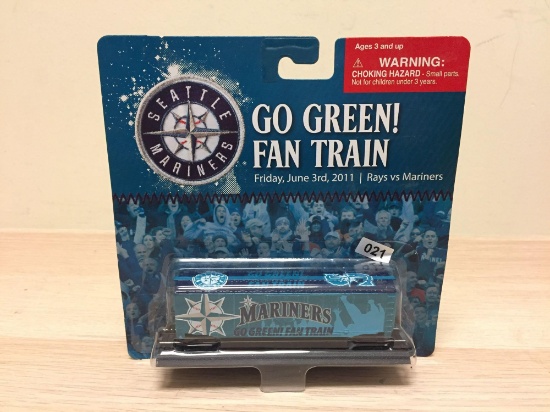 Ages 3 and up
WARNING:
CHOKING HAZARD - Small parts.
Not for children under 3 years.
SEATTLE
MARINERS
GO GREEN!
FAN TRAIN
Friday, June 3rd, 2011 | Rays vs Mariners
021
MARINERS
GO GREEN! FAN TRAIN